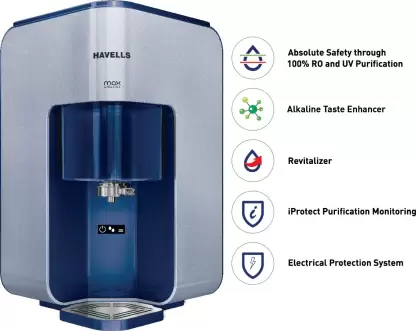 HAVELLS
max
Absolute Safety through
100% RO and UV Purification
Alkaline Taste Enhancer
Revitalizer
iProtect Purification Monitoring
Electrical Protection System